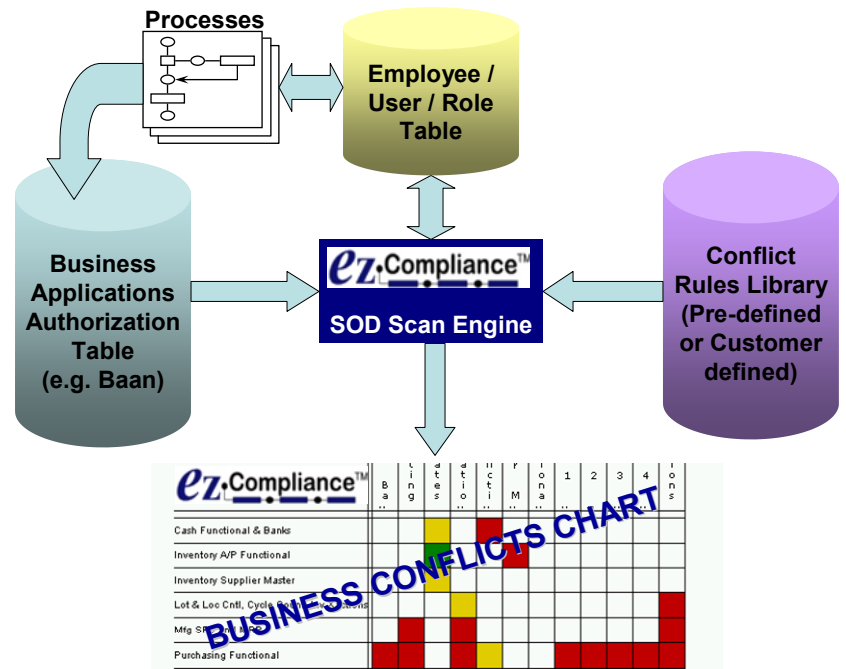 Processes
Employee /
User / Role
Table
Business
Applications
Authorization
Table
(e.g. Baan)
ez-Compliance™
SOD Scan Engine
Conflict
Rules Library
(Pre-defined
or Customer
defined)
ez-Compliance™
1 2 3 4
Cash Functional & Banks
Inventory A/P Functional
Inventory Supplier Master
Lot & Loc Cntl, Cycle
Mfg
Purchasing Functional
BUSINESS CONFLICTS CHART